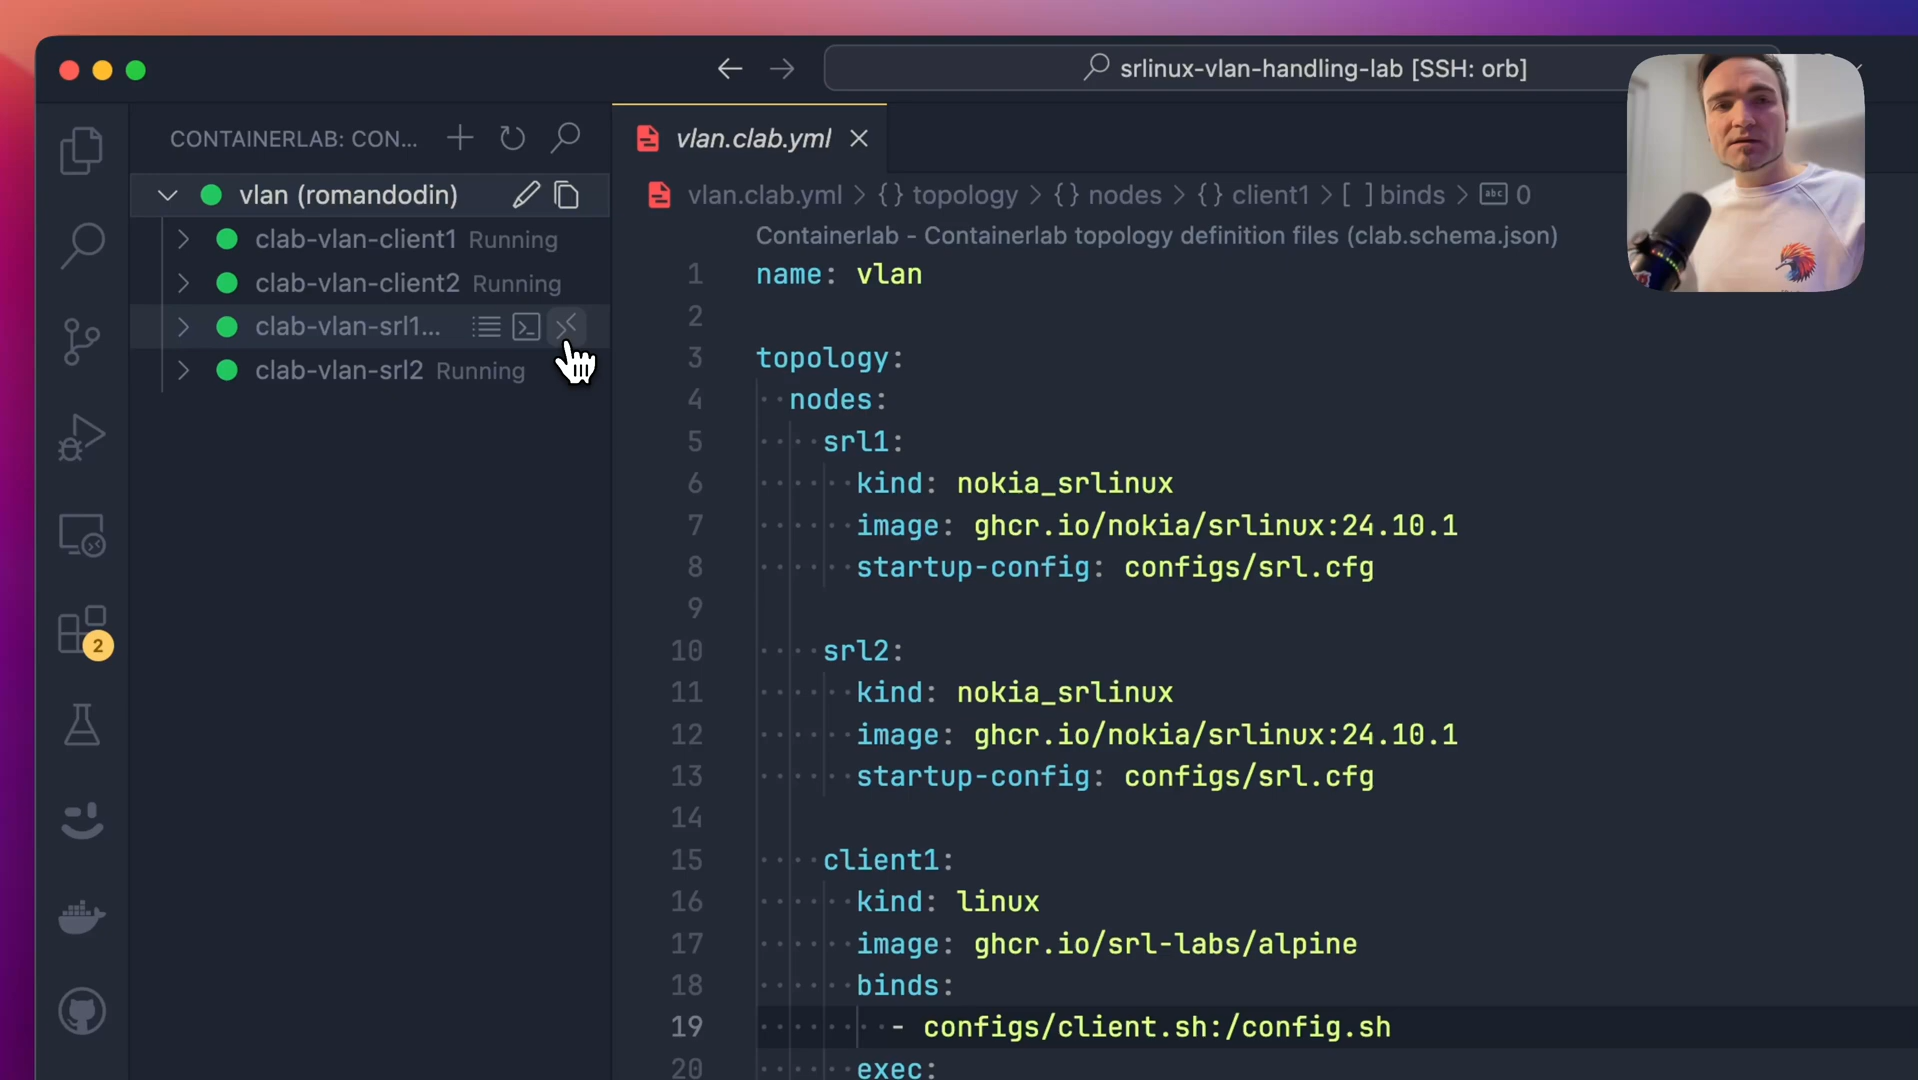 srlinux-vlan-handling-lab [SSH: orb]
CONTAINERLAB: CON...
vlan (romandodin)
clab-vlan-client1 Running
clab-vlan-client2 Running
clab-vlan-srl1...
clab-vlan-srl2 Running
2
vlan.clab.yml
vlan.clab.yml > {} topology > {} nodes > {} client1 > [ ] binds > abc 0
Containerlab - Containerlab topology definition files (clab.schema.json)
1 name: vlan
2
3 topology:
4 nodes:
5 srl1:
6 kind: nokia_srlinux
7 image: ghcr.io/nokia/srlinux:24.10.1
8 startup-config: configs/srl.cfg
9
10 srl2:
11 kind: nokia_srlinux
12 image: ghcr.io/nokia/srlinux:24.10.1
13 startup-config: configs/srl.cfg
14
15 client1:
16 kind: linux
17 image: ghcr.io/srl-labs/alpine
18 binds:
19 - configs/client.sh:/config.sh
20 exec: